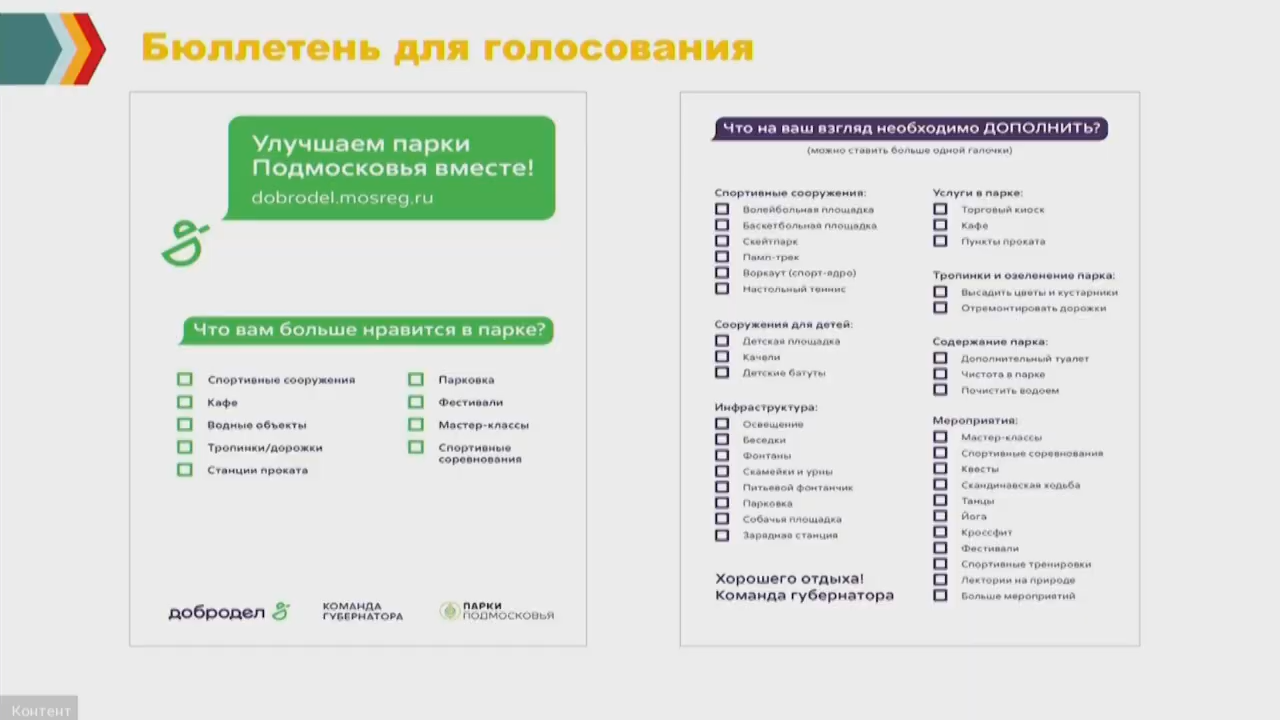 Бюллетень для голосования
Улучшаем парки
Подмосковья вместе!
dobrodel.mosreg.ru
Что вам больше нравится в парке?
Спортивные сооружения
Кафе
Водные объекты
Тропинки/дорожки
Станции проката
Парковка
Фестивали
Мастер-классы
Спортивные
соревнования
добродел
КОМАНДА
ГУБЕРНАТОРА
ПАРКИ
ПОДМОСКОВЬЯ
Что на ваш взгляд необходимо ДОПОЛНИТЬ?
(можно ставить больше одной галочки)
Спортивные сооружения:
Волейбольная площадка
Баскетбольная площадка
Скейтпарк
Памп-трек
Воркаут (спорт-ядро)
Настольный теннис
Сооружения для детей:
Детская площадка
Качели
Детские батуты
Инфраструктура:
Освещение
Беседки
Фонтаны
Скамейки и урны
Питьевой фонтанчик
Парковка
Собачья площадка
Зарядная станция
Хорошего отдыха!
Команда губернатора
Услуги в парке:
Торговый киоск
Кафе
Пункты проката
Тропинки и озеленение парка:
Высадить цветы и кустарники
Отремонтировать дорожки
Содержание парка:
Дополнительный туалет
Чистота в парке
Почистить водоем
Мероприятия:
Мастер-классы
Спортивные соревнования
Квесты
Скандинавская ходьба
Танцы
Йога
Кроссфит
Фестивали
Спортивные тренировки
Лектории на природе
Больше мероприятий
Контент